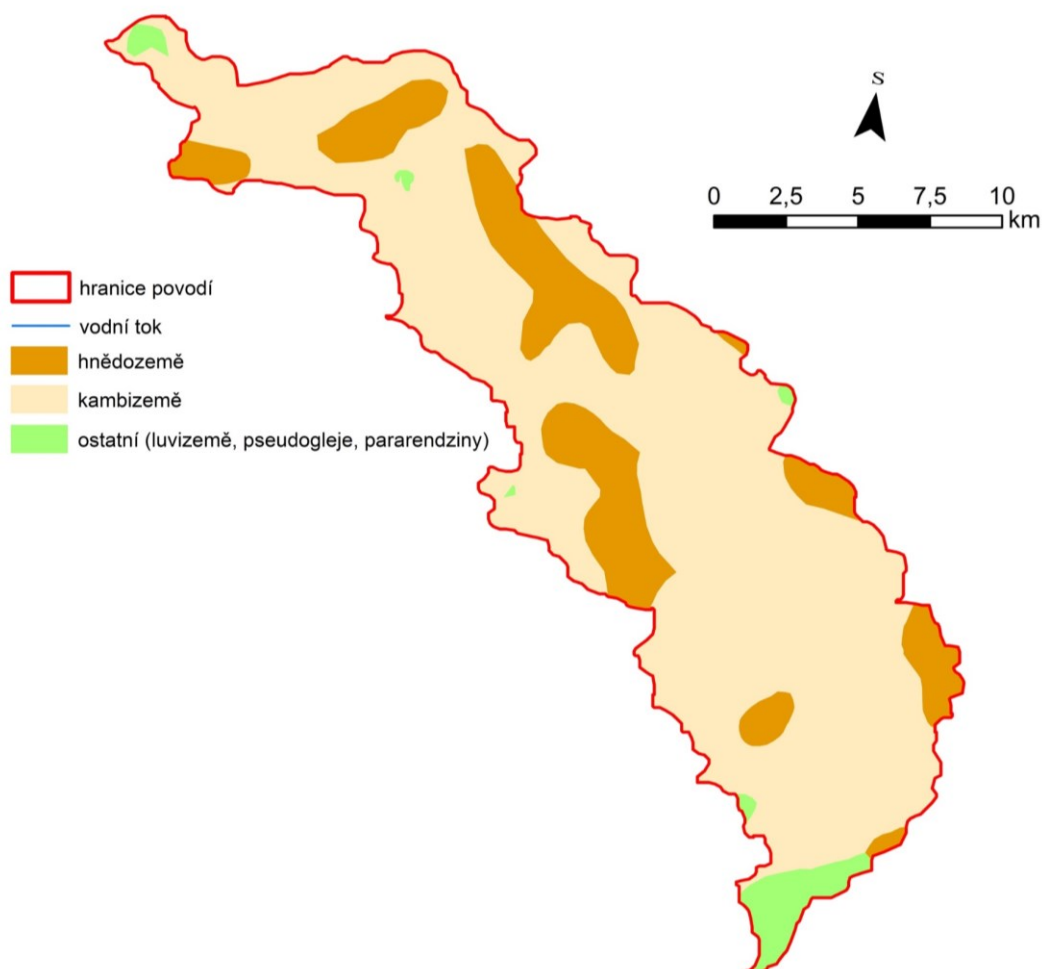 S
0 2,5 5 7,5 10
km
hranice povodí
vodní tok
hnědozemě
kambizemě
ostatní (luvizemě, pseudogleje, pararendziny)